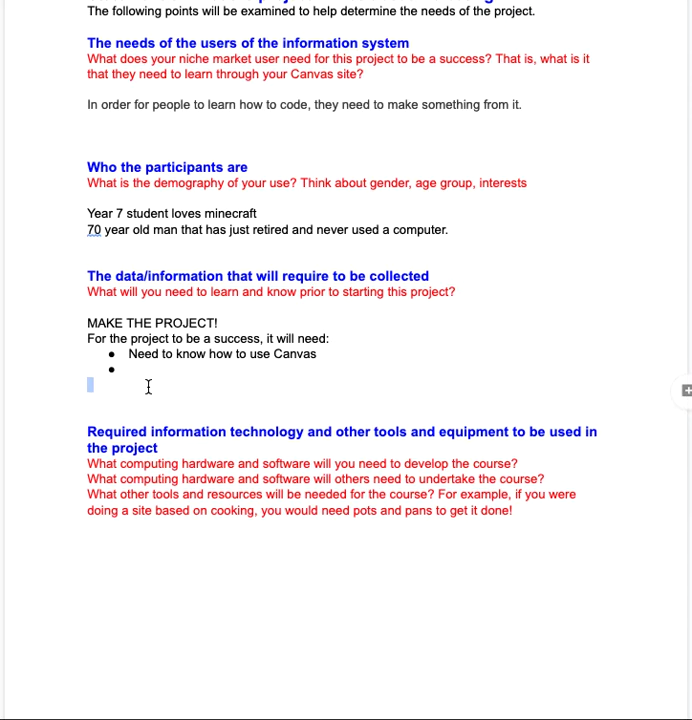 The following points will be examined to help determine the needs of the project.
The needs of the users of the information system
What does your niche market user need for this project to be a success? That is, what is it
that they need to learn through your Canvas site?
In order for people to learn how to code, they need to make something from it.
Who the participants are
What is the demography of your use? Think about gender, age group, interests
Year 7 student loves minecraft
70 year old man that has just retired and never used a computer.
The data/information that will require to be collected
What will you need to learn and know prior to starting this project?
MAKE THE PROJECT!
For the project to be a success, it will need:
● Need to know how to use Canvas
●
Required information technology and other tools and equipment to be used in
the project
What computing hardware and software will you need to develop the course?
What computing hardware and software will others need to undertake the course?
What other tools and resources will be needed for the course? For example, if you were
doing a site based on cooking, you would need pots and pans to get it done!